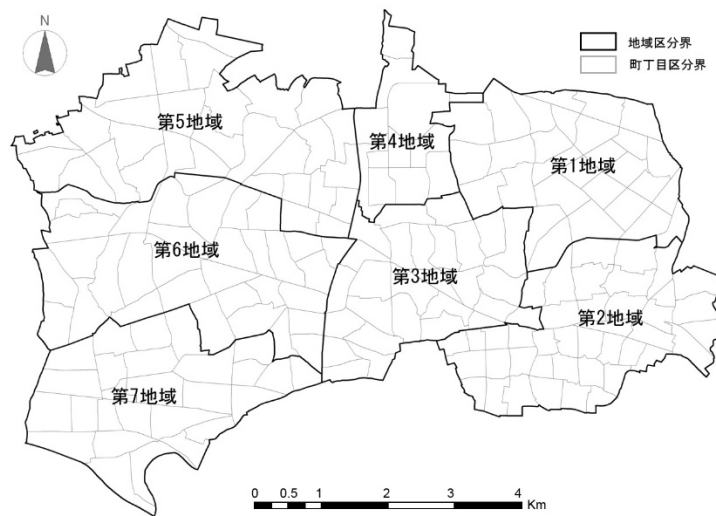 N
地域区分界
町丁目区分界
第5地域
第4地域
第1地域
第6地域
第3地域
第2地域
第7地域
0 0.5 1 2 3 4 Km